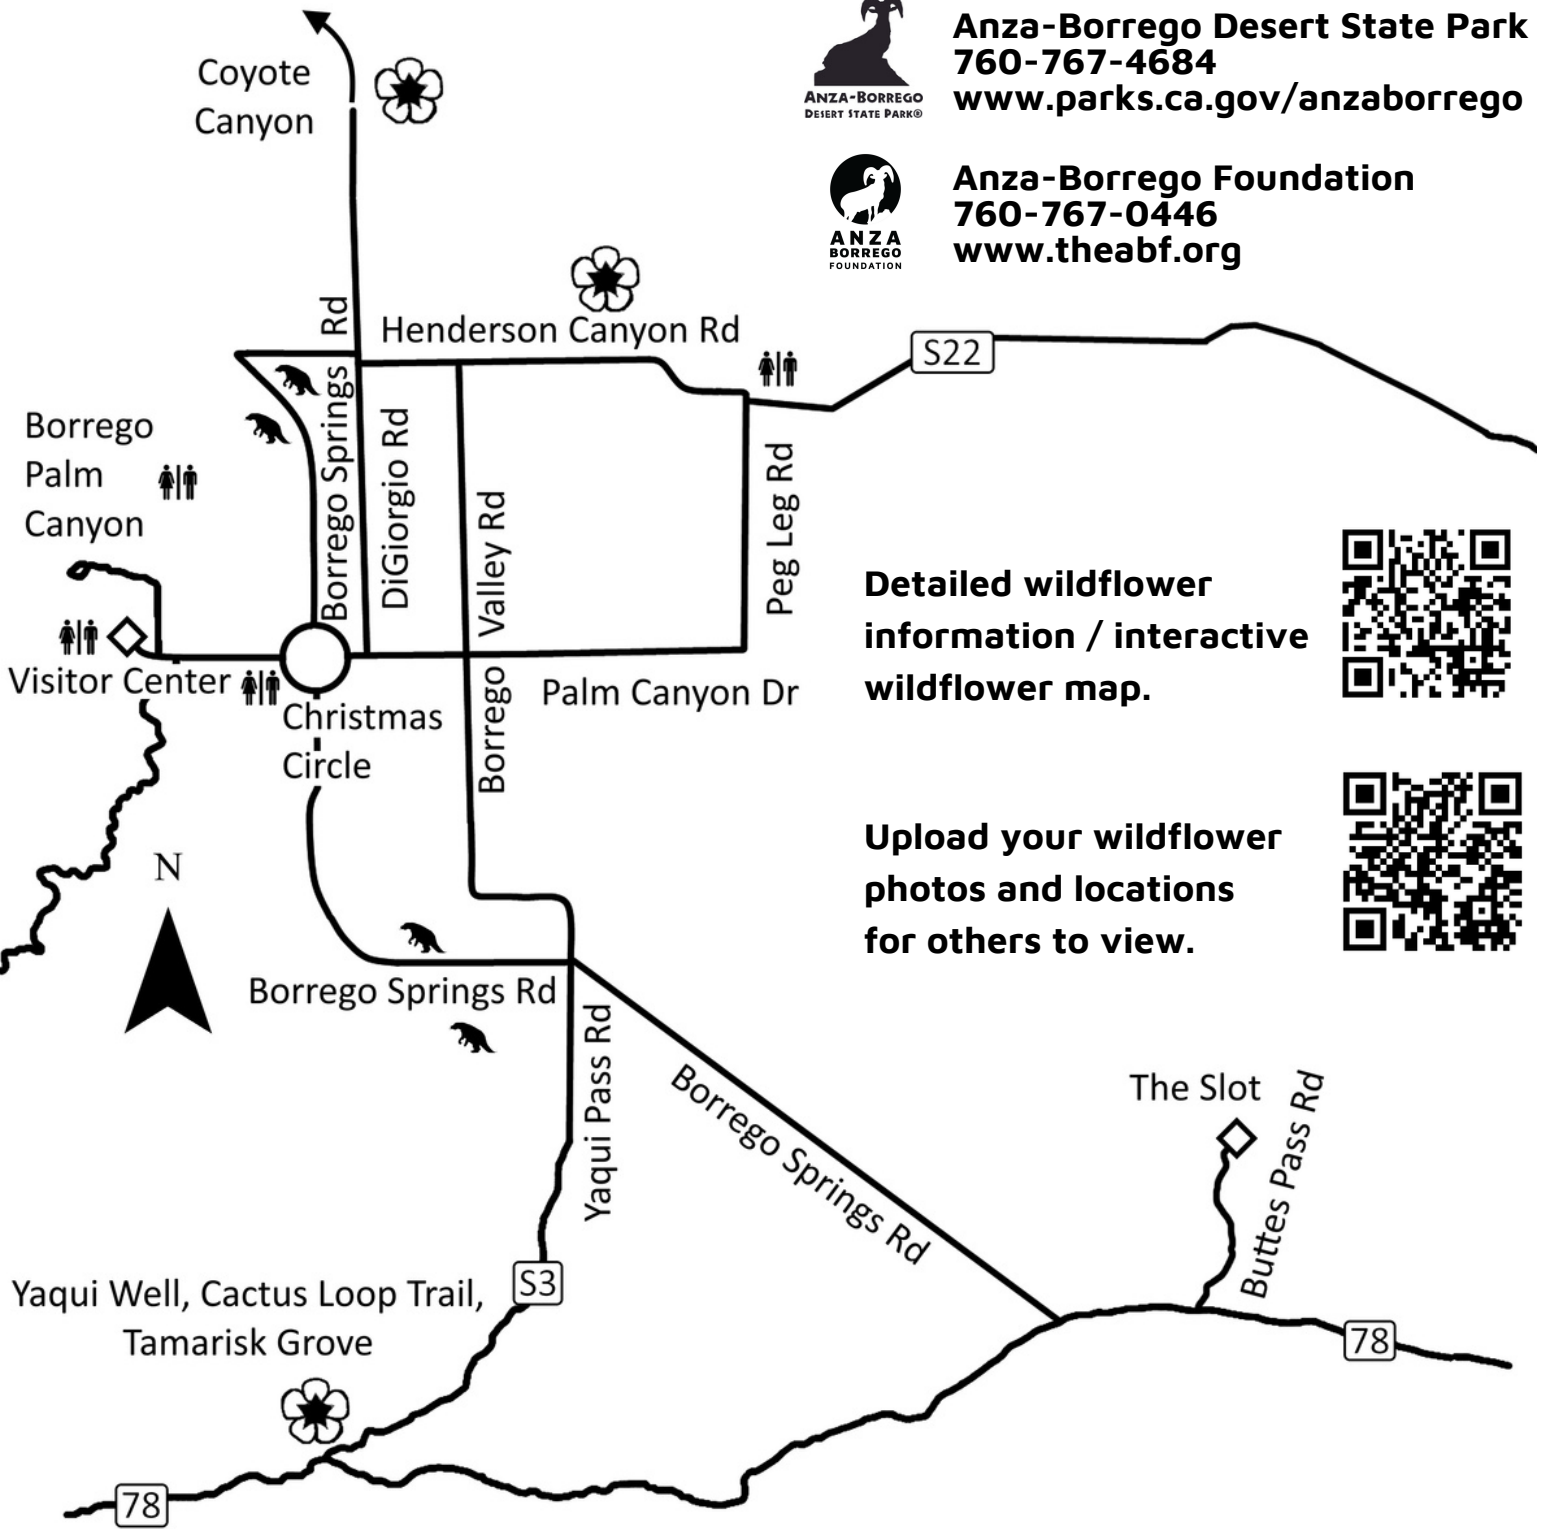 Anza-Borrego Desert State Park
760-767-4684
www.parks.ca.gov/anzaborrego
ANZA-BORREGO
DESERT STATE PARK®
Anza-Borrego Foundation
760-767-0446
www.theabf.org
ANZA
BORREGO
FOUNDATION
Coyote
Canyon
Henderson Canyon Rd
S22
Borrego Springs Rd
DiGiorgio Rd
Borrego Valley Rd
Peg Leg Rd
Borrego
Palm
Canyon
Visitor Center
Christmas
Circle
Palm Canyon Dr
Detailed wildflower
information / interactive
wildflower map.
Upload your wildflower
photos and locations
for others to view.
N
Borrego Springs Rd
Yaqui Pass Rd
Borrego Springs Rd
The Slot
Buttes Pass Rd
S3
Yaqui Well, Cactus Loop Trail,
Tamarisk Grove
78
78